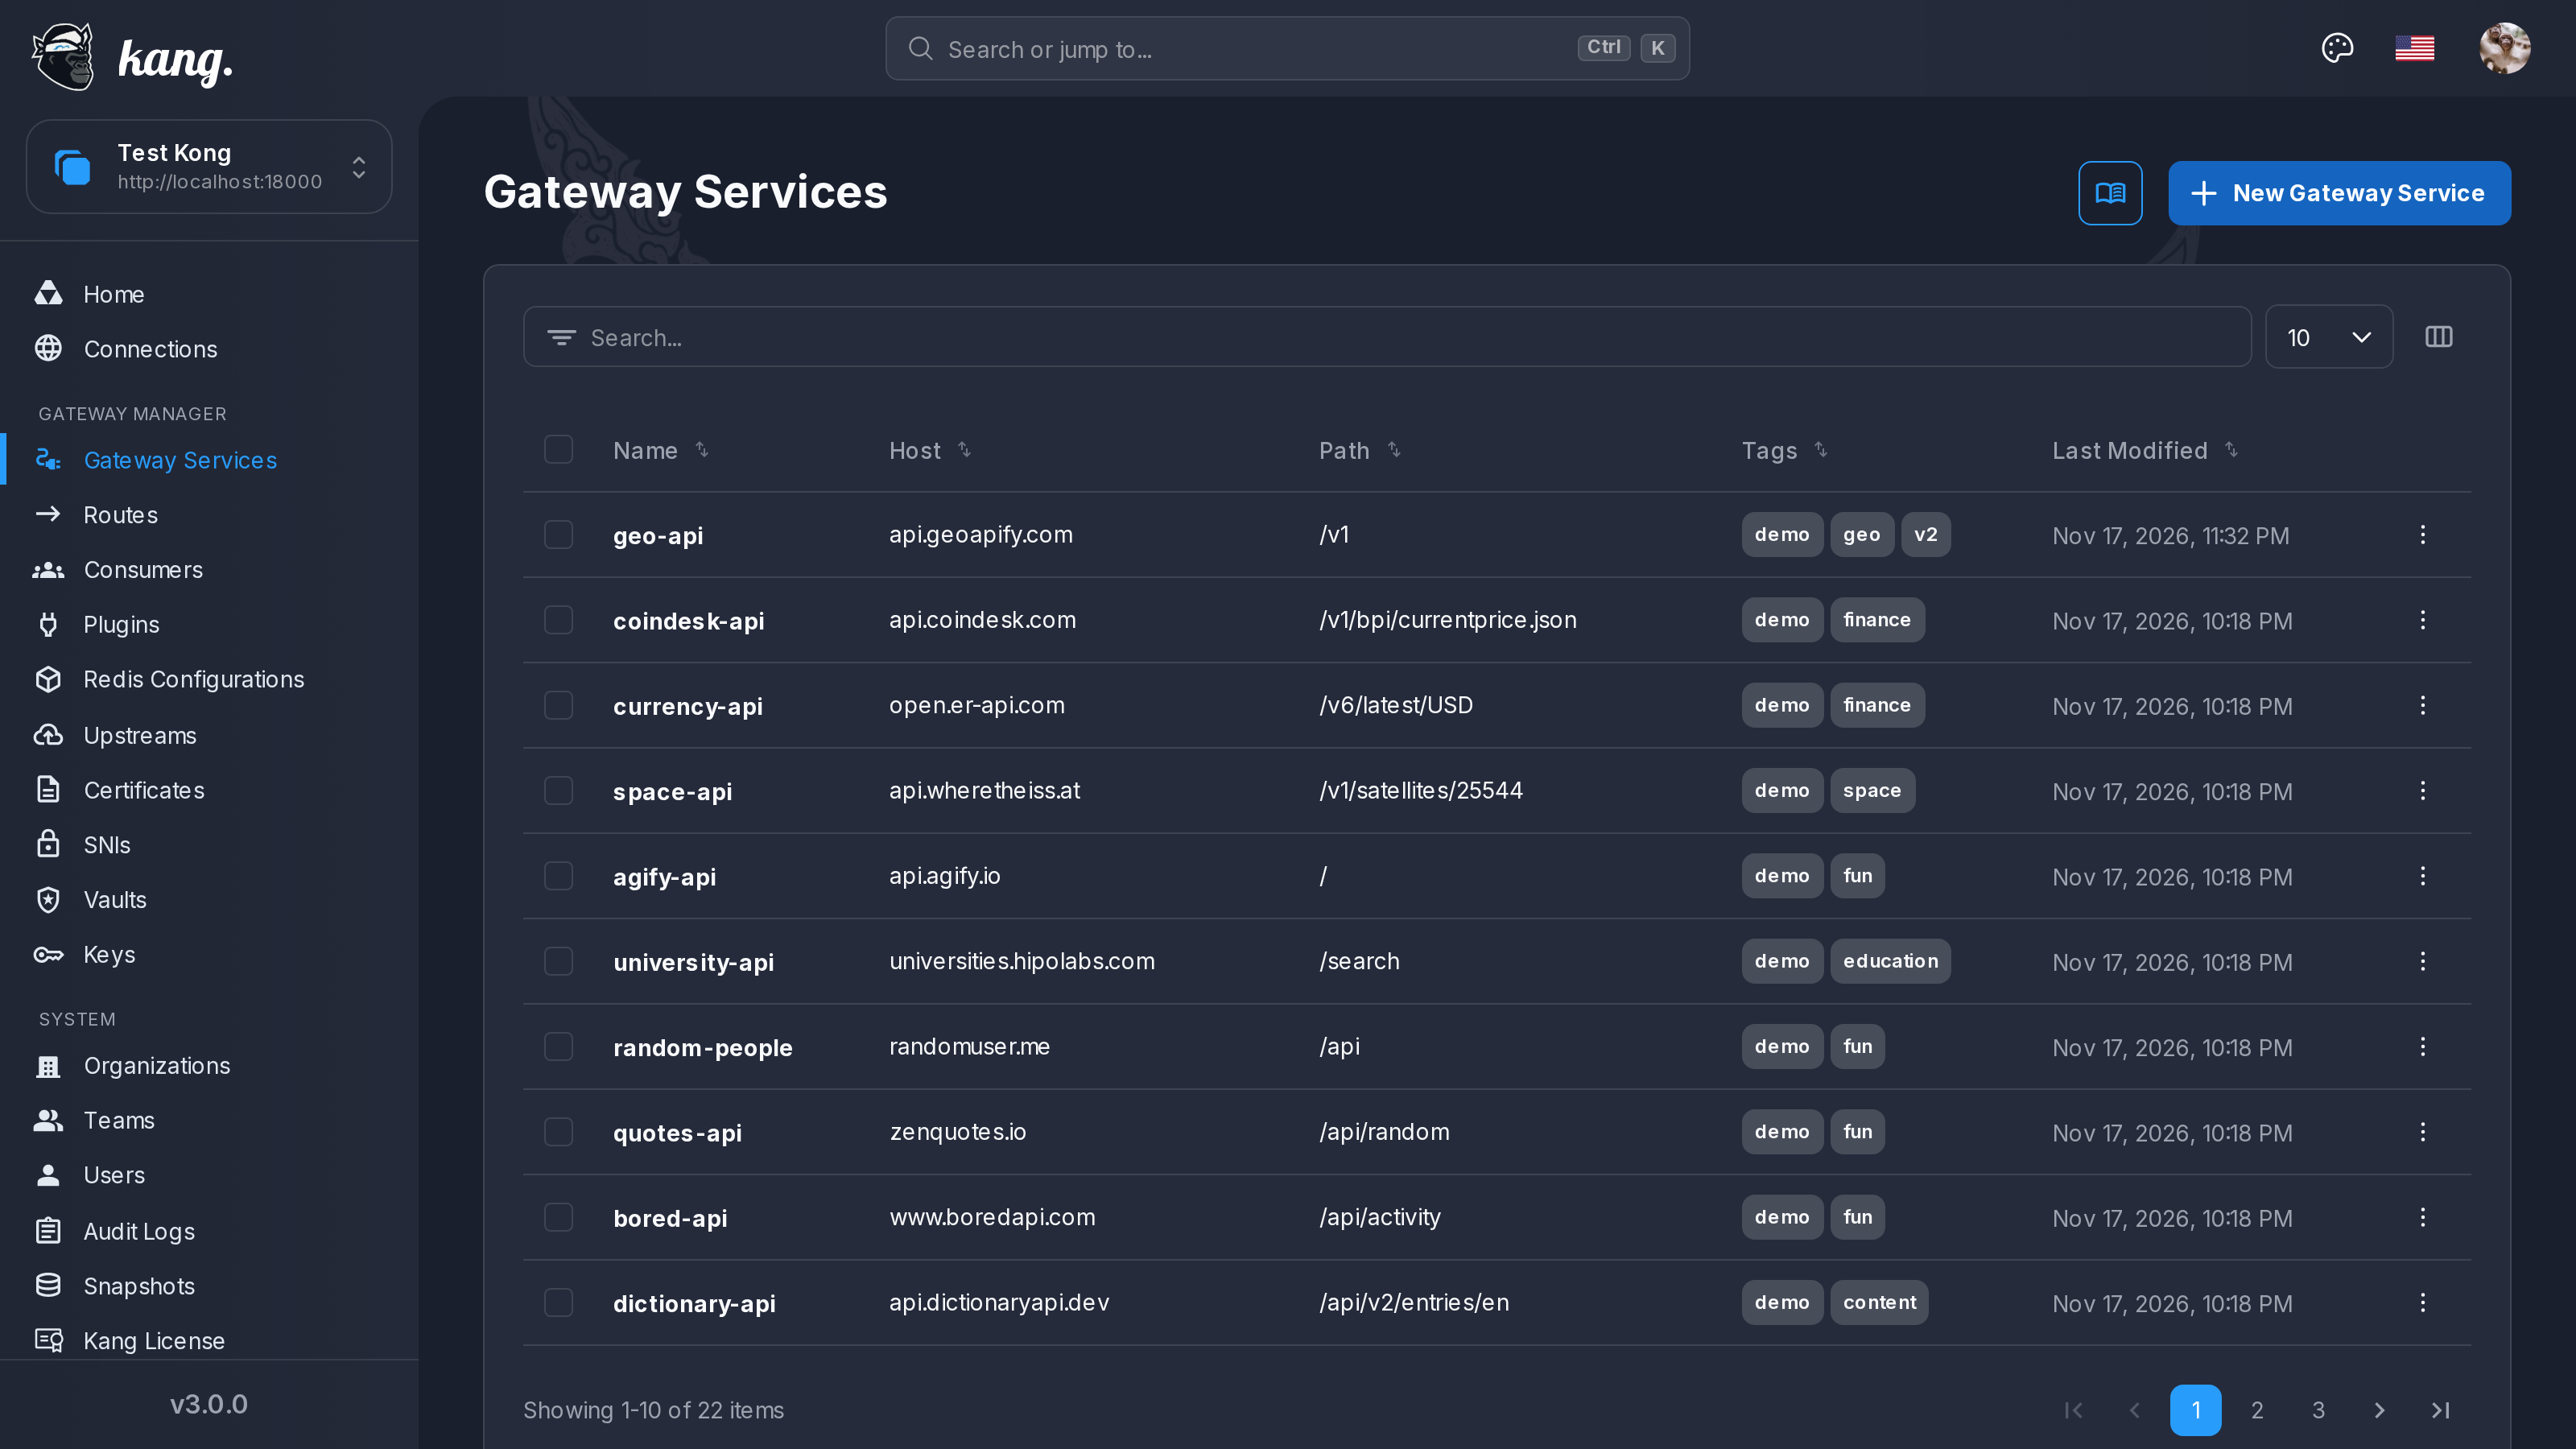 kang.
Search or jump to... Ctrl K
Test Kong
http://localhost:18000
Home
Connections
GATEWAY MANAGER
Gateway Services
Routes
Consumers
Plugins
Redis Configurations
Upstreams
Certificates
SNIs
Vaults
Keys
SYSTEM
Organizations
Teams
Users
Audit Logs
Snapshots
Kang License
v3.0.0
Gateway Services
New Gateway Service
Search... 10
Name Host Path Tags Last Modified
geo-api api.geoapify.com /v1 demo geo v2 Nov 17, 2026, 11:32 PM
coindesk-api api.coindesk.com /v1/bpi/currentprice.json demo finance Nov 17, 2026, 10:18 PM
currency-api open.er-api.com /v6/latest/USD demo finance Nov 17, 2026, 10:18 PM
space-api api.wheretheiss.at /v1/satellites/25544 demo space Nov 17, 2026, 10:18 PM
agify-api api.agify.io / demo fun Nov 17, 2026, 10:18 PM
university-api universities.hipolabs.com /search demo education Nov 17, 2026, 10:18 PM
random-people randomuser.me /api demo fun Nov 17, 2026, 10:18 PM
quotes-api zenquotes.io /api/random demo fun Nov 17, 2026, 10:18 PM
bored-api www.boredapi.com /api/activity demo fun Nov 17, 2026, 10:18 PM
dictionary-api api.dictionaryapi.dev /api/v2/entries/en demo content Nov 17, 2026, 10:18 PM
Showing 1-10 of 22 items 1 2 3